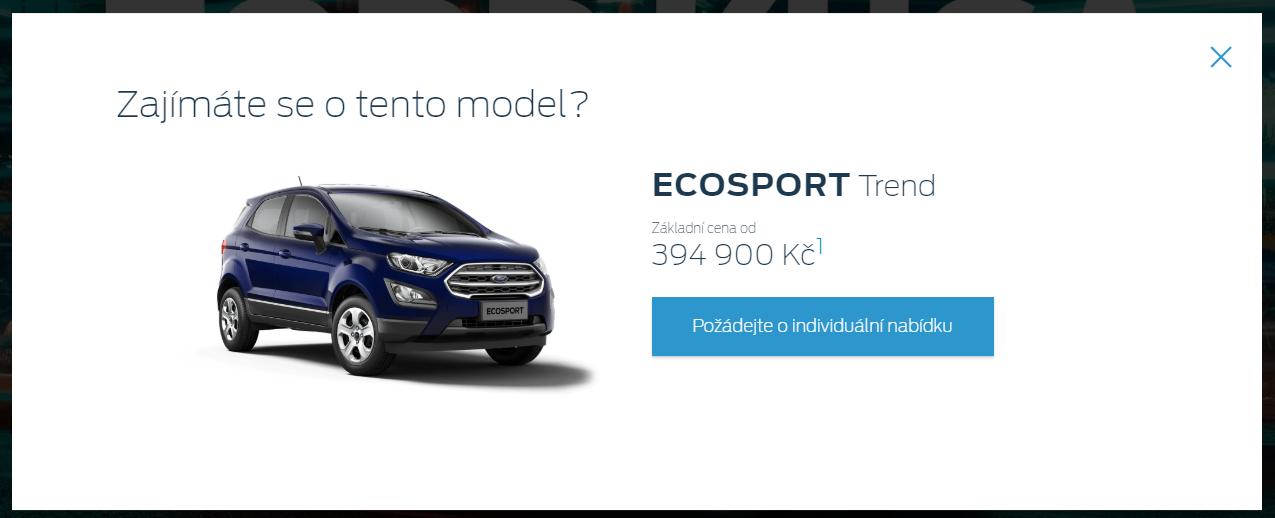 Zajímáte se o tento model?
ECOSPORT Trend
Základní cena od
394 900 Kč1
Požádejte o individuální nabídku
ECOSPORT